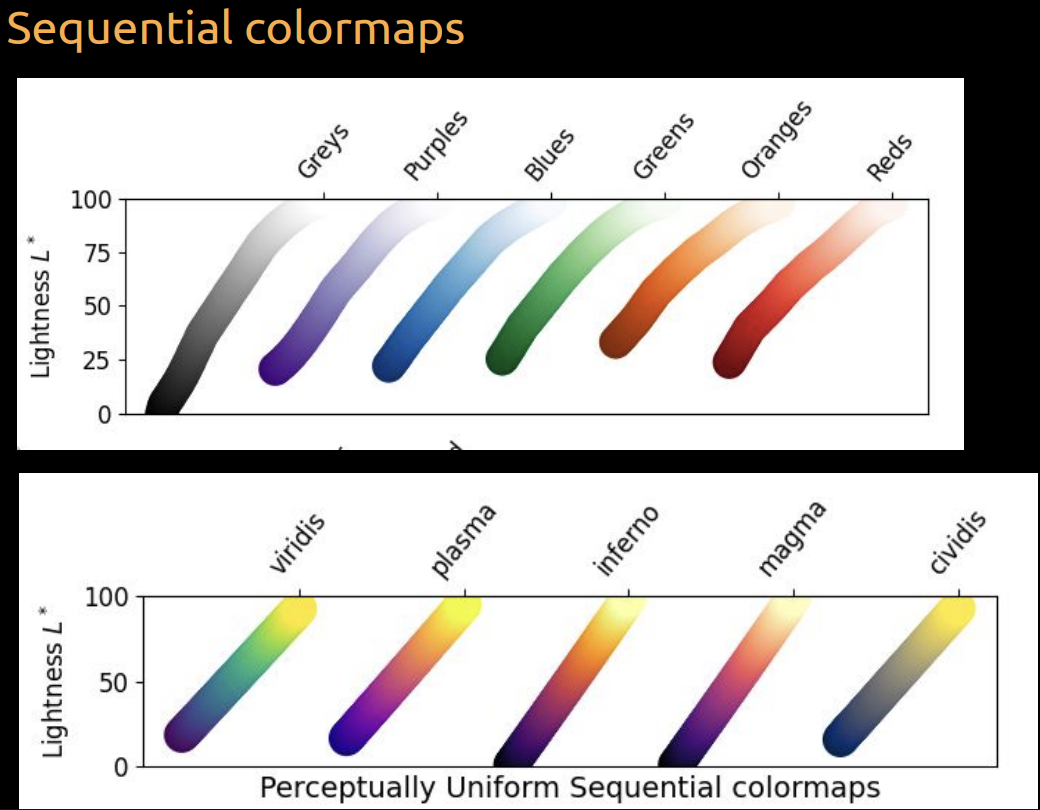 Sequential colormaps
Greys
Purples
Blues
Greens
Oranges
Reds
100
75
50
25
0
Lightness L*
viridis
plasma
inferno
magma
cividis
100
50
0
Lightness L*
Perceptually Uniform Sequential colormaps